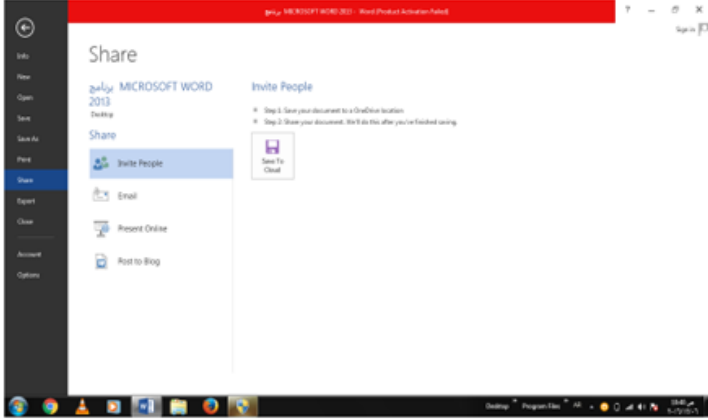 برنامج MICROSOFT WORD 2013 - Word (Product Activation Failed)
?
Sign in
Info
New
Open
Save
Save As
Print
Share
Export
Close
Account
Options
Share
برنامج MICROSOFT WORD
2013
Desktop
Share
Invite People
Email
Present Online
Post to Blog
Invite People
Step 1: Save your document to a OneDrive location
Step 2: Share your document. We'll do this after you've finished saving.
Save To
Cloud
Desktop
Program Files
AR